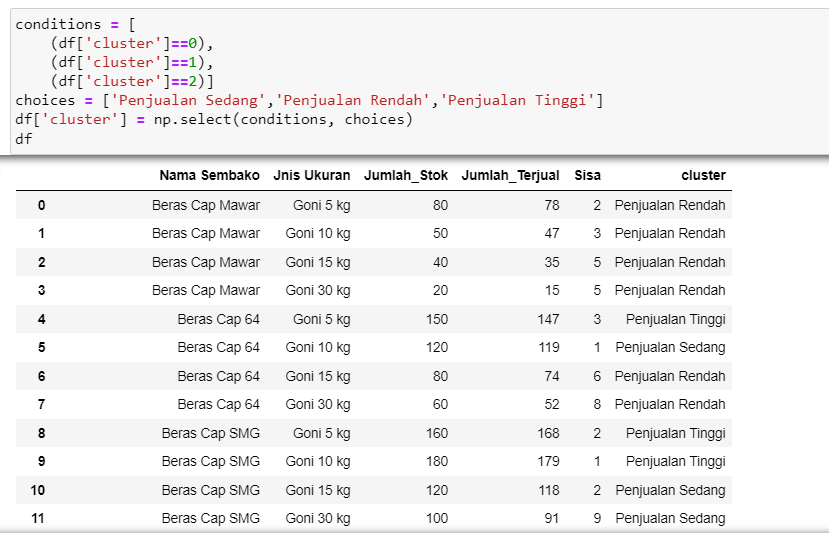 conditions = [
    (df['cluster']==0),
    (df['cluster']==1),
    (df['cluster']==2)]
choices = ['Penjualan Sedang','Penjualan Rendah','Penjualan Tinggi']
df['cluster'] = np.select(conditions, choices)
df
Nama Sembako Jnis Ukuran Jumlah_Stok Jumlah_Terjual Sisa cluster
0 Beras Cap Mawar Goni 5 kg 80 78 2 Penjualan Rendah
1 Beras Cap Mawar Goni 10 kg 50 47 3 Penjualan Rendah
2 Beras Cap Mawar Goni 15 kg 40 35 5 Penjualan Rendah
3 Beras Cap Mawar Goni 30 kg 20 15 5 Penjualan Rendah
4 Beras Cap 64 Goni 5 kg 150 147 3 Penjualan Tinggi
5 Beras Cap 64 Goni 10 kg 120 119 1 Penjualan Sedang
6 Beras Cap 64 Goni 15 kg 80 74 6 Penjualan Rendah
7 Beras Cap 64 Goni 30 kg 60 52 8 Penjualan Rendah
8 Beras Cap SMG Goni 5 kg 160 168 2 Penjualan Tinggi
9 Beras Cap SMG Goni 10 kg 180 179 1 Penjualan Tinggi
10 Beras Cap SMG Goni 15 kg 120 118 2 Penjualan Sedang
11 Beras Cap SMG Goni 30 kg 100 91 9 Penjualan Sedang